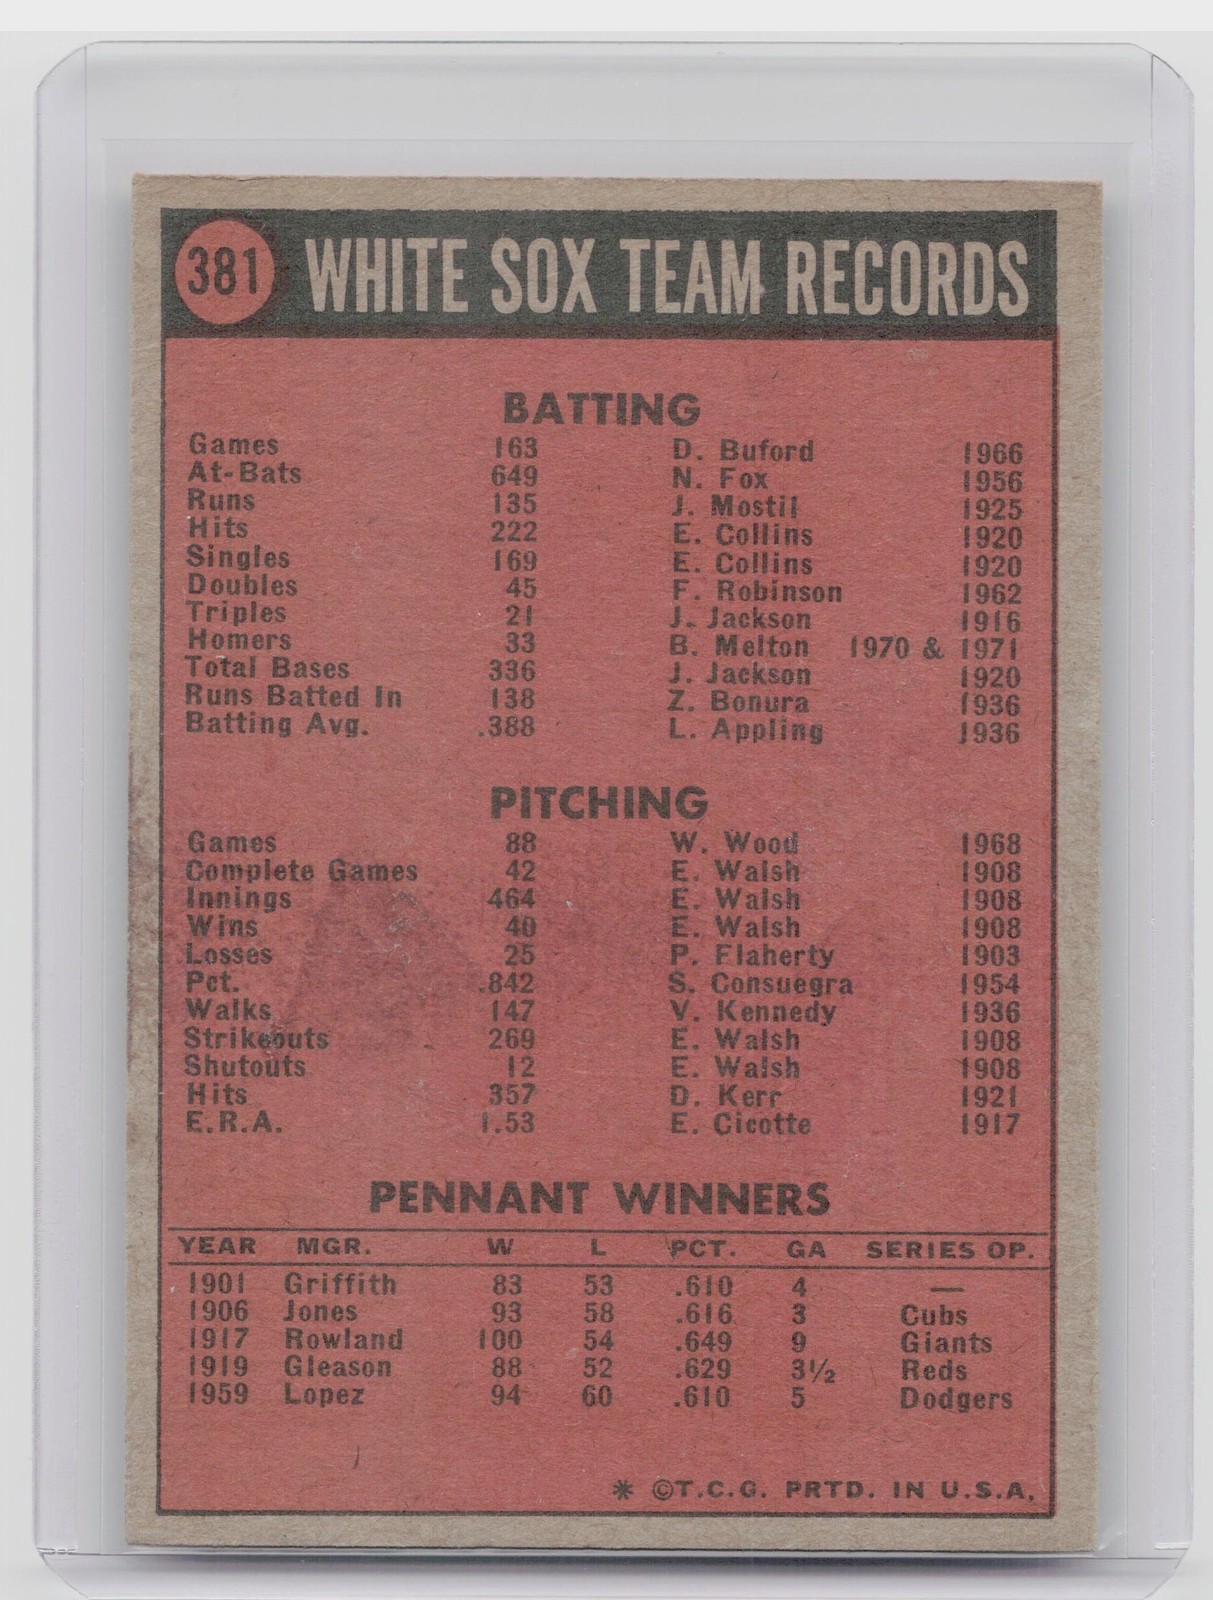 381 WHITE SOX TEAM RECORDS
BATTING
Games 163 D. Buford 1966
At-Bats 649 N. Fox 1956
Runs 135 J. Mostil 1925
Hits 222 E. Collins 1920
Singles 169 E. Collins 1920
Doubles 45 F. Robinson 1962
Triples 21 J. Jackson 1916
Homers 33 B. Melton 1970 & 1971
Total Bases 336 J. Jackson 1920
Runs Batted In 138 Z. Bonura 1936
Batting Avg. .388 L. Appling 1936
PITCHING
Games 88 W. Wood 1968
Complete Games 42 E. Walsh 1908
Innings 464 E. Walsh 1908
Wins 40 E. Walsh 1908
Losses 25 P. Flaherty 1903
Pct. .842 S. Consuegra 1954
Walks 147 V. Kennedy 1936
Strikeouts 269 E. Walsh 1908
Shutouts 12 E. Walsh 1908
Hits 357 D. Kerr 1921
E.R.A. 1.53 E. Cicotte 1917
PENNANT WINNERS
YEAR MGR. W L PCT. GA SERIES OP.
1901 Griffith 83 53 .610 4 —
1906 Jones 93 58 .616 3 Cubs
1917 Rowland 100 54 .649 9 Giants
1919 Gleason 88 52 .629 3½ Reds
1959 Lopez 94 60 .610 5 Dodgers
* ©T.C.G. PRTD. IN U.S.A.